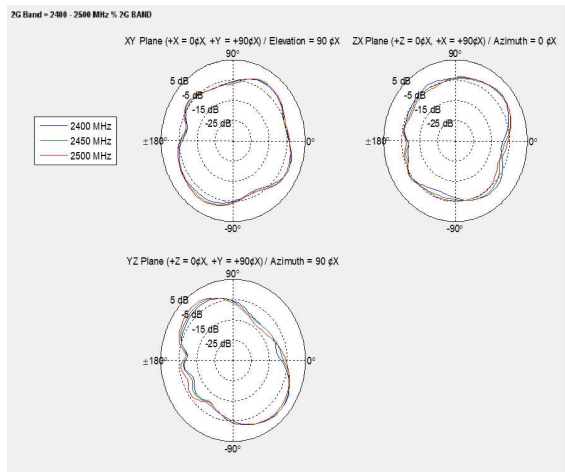 2G Band = 2400 - 2500 MHz % 2G BAND
XY Plane (+X = 0¢X, +Y = +90¢X) / Elevation = 90 ¢X
90°
5 dB
-5 dB
-15 dB
-25 dB
±180°
0°
-90°
ZX Plane (+Z = 0¢X, +X = +90¢X) / Azimuth = 0 ¢X
90°
5 dB
-5 dB
-15 dB
-25 dB
±180°
0°
-90°
2400 MHz
2450 MHz
2500 MHz
YZ Plane (+Z = 0¢X, +Y = +90¢X) / Azimuth = 90 ¢X
90°
5 dB
-5 dB
-15 dB
-25 dB
±180°
0°
-90°